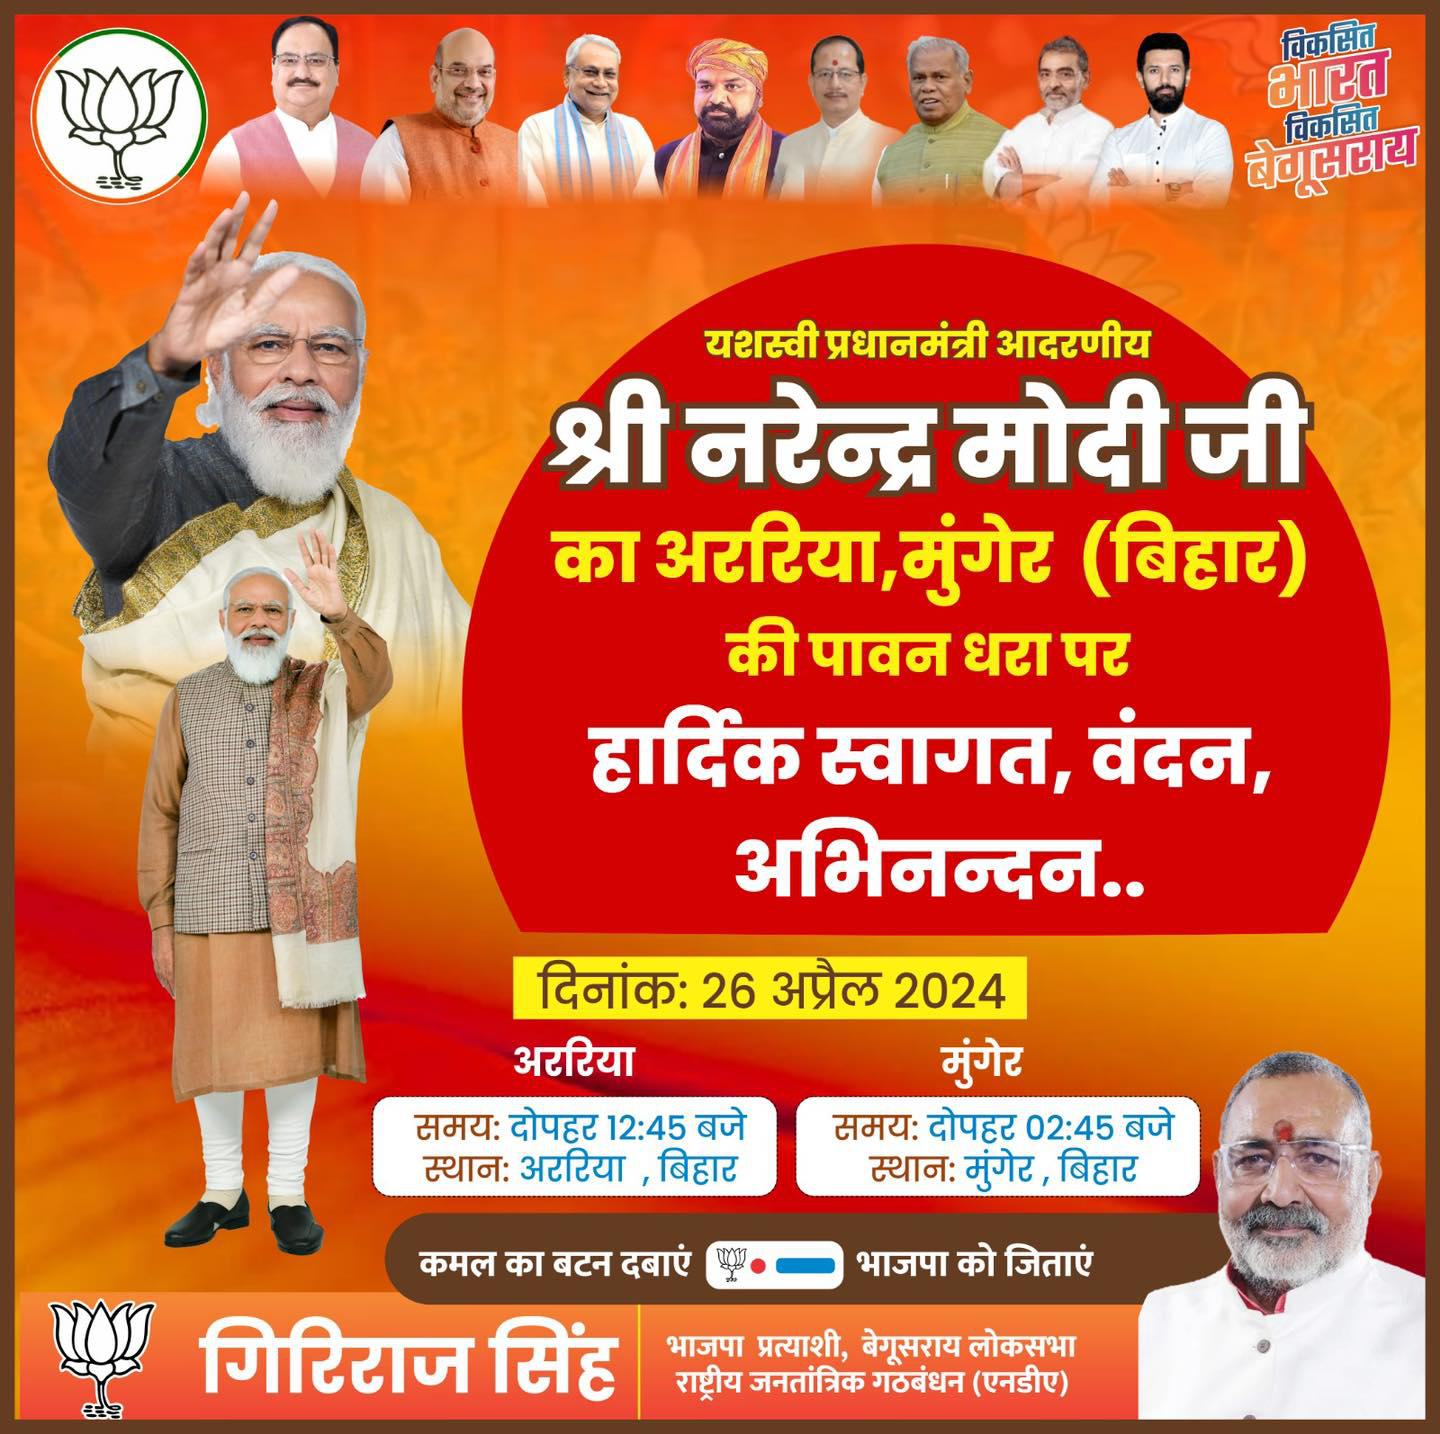 विकसित
भारत
विकसित
बेगूसराय
यशस्वी प्रधानमंत्री आदरणीय
श्री नरेन्द्र मोदी जी
का अररिया,मुंगेर (बिहार)
की पावन धरा पर
हार्दिक स्वागत, वंदन,
अभिनन्दन..
दिनांक: 26 अप्रैल 2024
अररिया
समय: दोपहर 12:45 बजे
स्थान: अररिया , बिहार
मुंगेर
समय: दोपहर 02:45 बजे
स्थान: मुंगेर , बिहार
कमल का बटन दबाएं भाजपा को जिताएं
गिरिराज सिंह
भाजपा प्रत्याशी, बेगूसराय लोकसभा
राष्ट्रीय जनतांत्रिक गठबंधन (एनडीए)